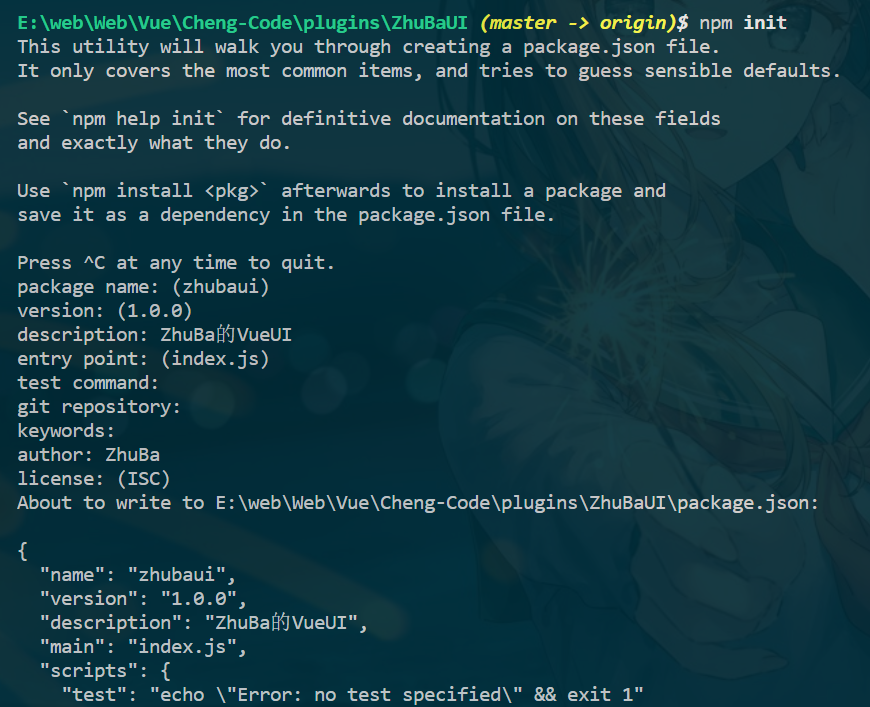 E:\web\Web\Vue\Cheng-Code\plugins\ZhuBaUI (master -> origin)$ npm init
This utility will walk you through creating a package.json file.
It only covers the most common items, and tries to guess sensible defaults.
See `npm help init` for definitive documentation on these fields
and exactly what they do.
Use `npm install <pkg>` afterwards to install a package and
save it as a dependency in the package.json file.
Press ^C at any time to quit.
package name: (zhubaui)
version: (1.0.0)
description: ZhuBa的VueUI
entry point: (index.js)
test command:
git repository:
keywords:
author: ZhuBa
license: (ISC)
About to write to E:\web\Web\Vue\Cheng-Code\plugins\ZhuBaUI\package.json:
{
  "name": "zhubaui",
  "version": "1.0.0",
  "description": "ZhuBa的VueUI",
  "main": "index.js",
  "scripts": {
    "test": "echo \"Error: no test specified\" && exit 1"